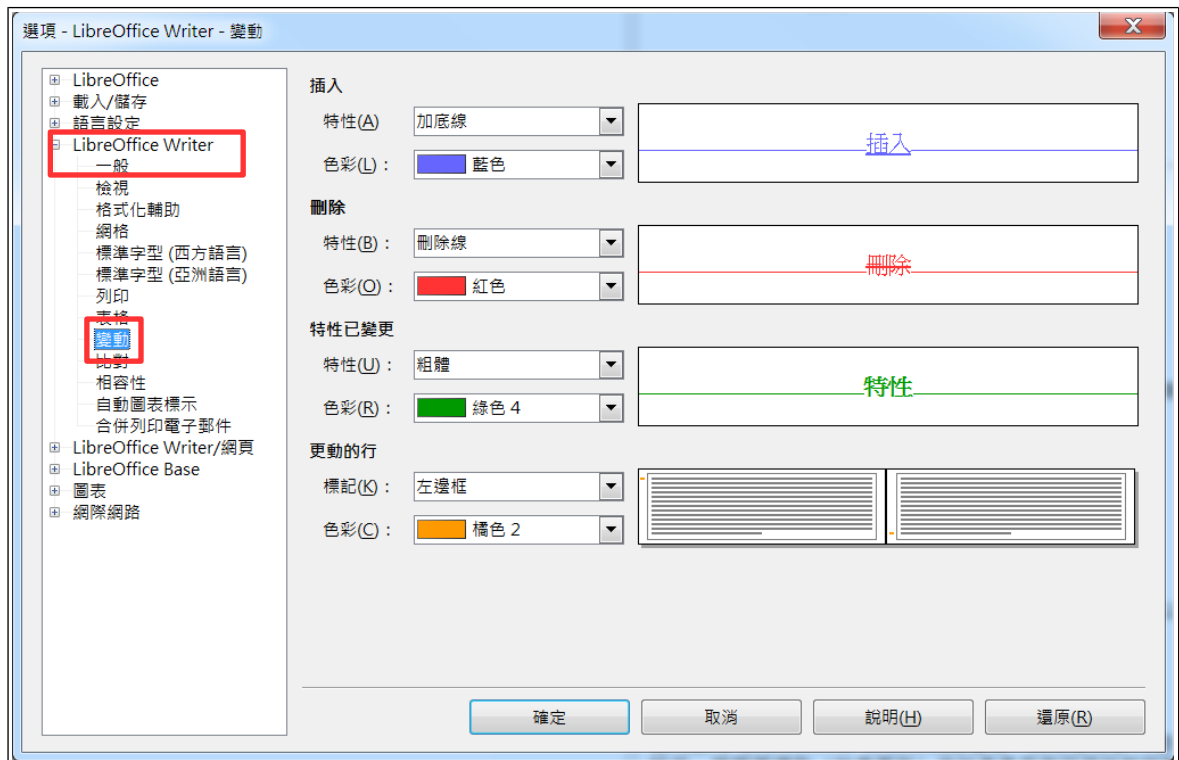 選項 - LibreOffice Writer - 變動
LibreOffice
載入/儲存
語言設定
LibreOffice Writer
一般
檢視
格式化輔助
網格
標準字型 (西方語言)
標準字型 (亞洲語言)
列印
表格
變動
比對
相容性
自動圖表標示
合併列印電子郵件
LibreOffice Writer/網頁
LibreOffice Base
圖表
網際網路
插入
特性(A) 加底線
色彩(L)： 藍色
插入
刪除
特性(B)： 刪除線
色彩(O)： 紅色
刪除
特性已變更
特性(U)： 粗體
色彩(R)： 綠色 4
特性
更動的行
標記(K)： 左邊框
色彩(C)： 橘色 2
確定 取消 說明(H) 還原(R)